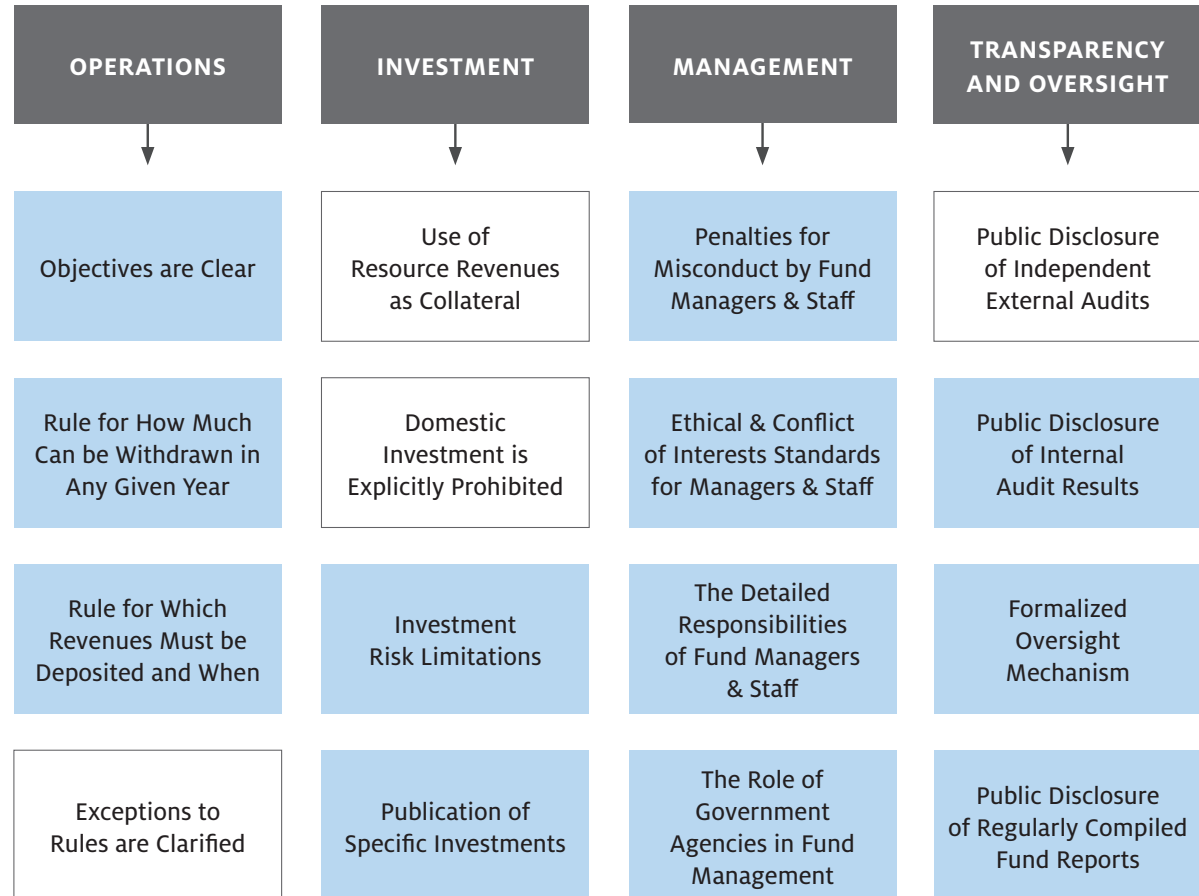 OPERATIONS
INVESTMENT
MANAGEMENT
TRANSPARENCY
AND OVERSIGHT
Objectives are Clear
Use of
Resource Revenues
as Collateral
Penalties for
Misconduct by Fund
Managers & Staff
Public Disclosure
of Independent
External Audits
Rule for How Much
Can be Withdrawn in
Any Given Year
Domestic
Investment is
Explicitly Prohibited
Ethical & Conflict
of Interests Standards
for Managers & Staff
Public Disclosure
of Internal
Audit Results
Rule for Which
Revenues Must be
Deposited and When
Investment
Risk Limitations
The Detailed
Responsibilities
of Fund Managers
& Staff
Formalized
Oversight
Mechanism
Exceptions to
Rules are Clarified
Publication of
Specific Investments
The Role of
Government
Agencies in Fund
Management
Public Disclosure
of Regularly Compiled
Fund Reports